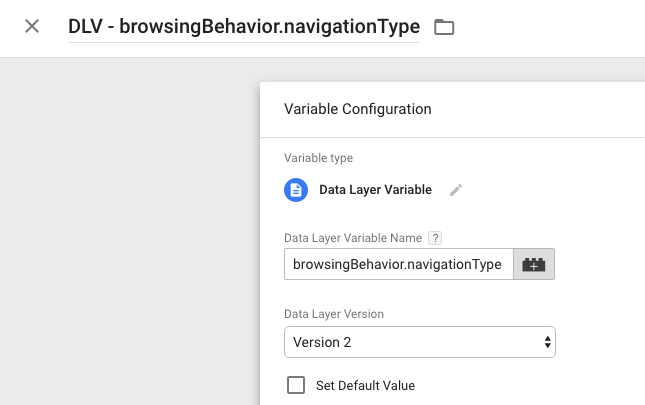 DLV - browsingBehavior.navigationType
Variable Configuration
Variable type
Data Layer Variable
Data Layer Variable Name ?
browsingBehavior.navigationType
Data Layer Version
Version 2
Set Default Value